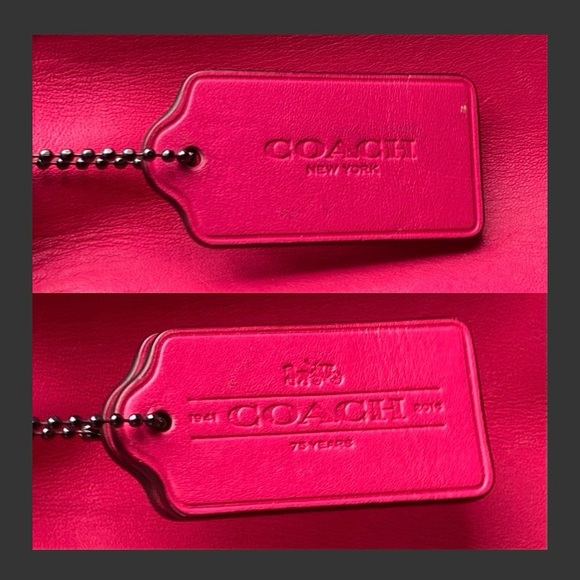 COACH
NEW YORK
1941 COACH 2016
75 YEARS